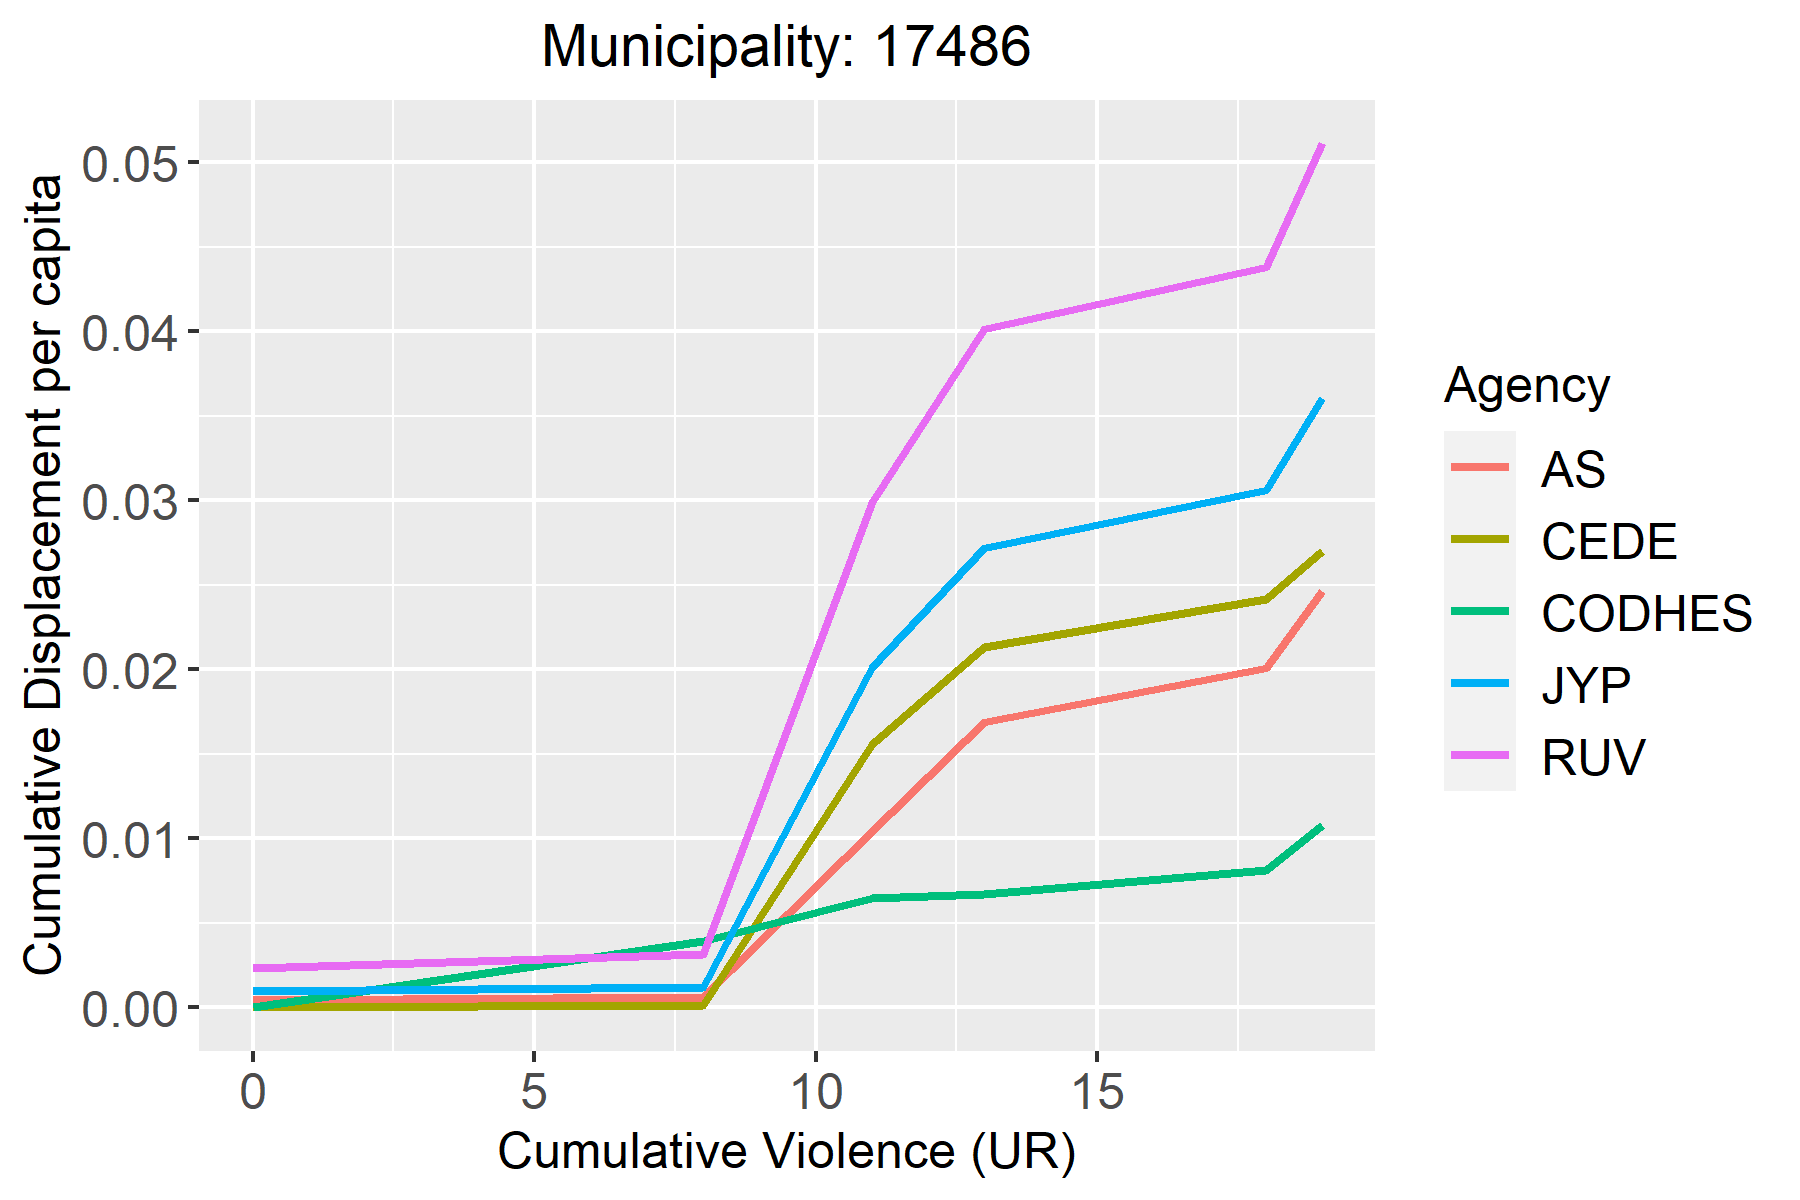 Municipality: 17486
Cumulative Displacement per capita
0.05
0.04
0.03
0.02
0.01
0.00
0
5
10
15
Cumulative Violence (UR)
Agency
AS
CEDE
CODHES
JYP
RUV